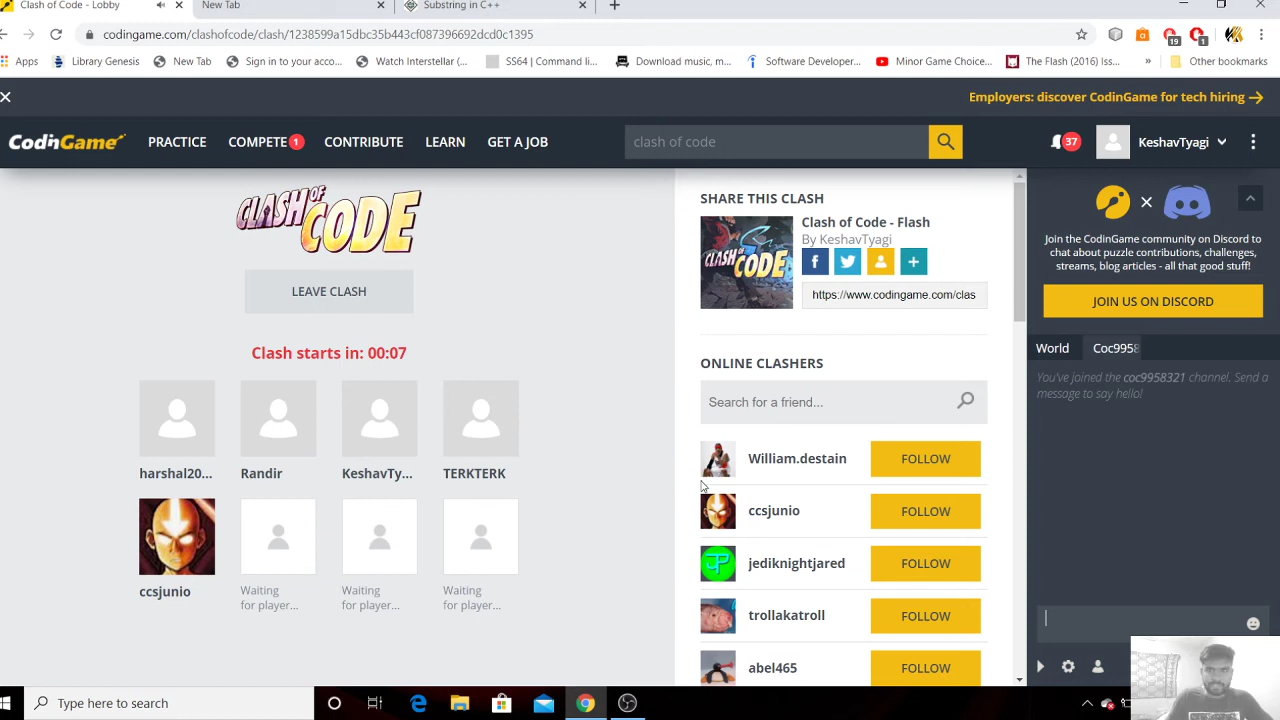 Clash of Code - Lobby
New Tab
Substring in C++
codingame.com/clashofcode/clash/1238599a15dbc35b443cf087396692dcd0c1395
19
1
Apps
Library Genesis
New Tab
Sign in to your acco...
Watch Interstellar (...
SS64 | Command li...
Download music, m...
Software Developer...
Minor Game Choice...
The Flash (2016) Iss...
»
Other bookmarks
Employers: discover CodinGame for tech hiring
CodinGame
PRACTICE
COMPETE 1
CONTRIBUTE
LEARN
GET A JOB
clash of code
37
KeshavTyagi
CLASH OF CODE
LEAVE CLASH
Clash starts in: 00:07
harshal20...
Randir
KeshavTy...
TERKTERK
ccsjunio
Waiting
for player...
Waiting
for player...
Waiting
for player...
SHARE THIS CLASH
CLASH OF CODE
Clash of Code - Flash
By KeshavTyagi
https://www.codingame.com/clas
ONLINE CLASHERS
Search for a friend...
William.destain
FOLLOW
ccsjunio
FOLLOW
jediknightjared
FOLLOW
trollakatroll
FOLLOW
abel465
FOLLOW
Join the CodinGame community on Discord to
chat about puzzle contributions, challenges,
streams, blog articles - all that good stuff!
JOIN US ON DISCORD
World
Coc9958
You've joined the coc9958321 channel. Send a
message to say hello!
Type here to search